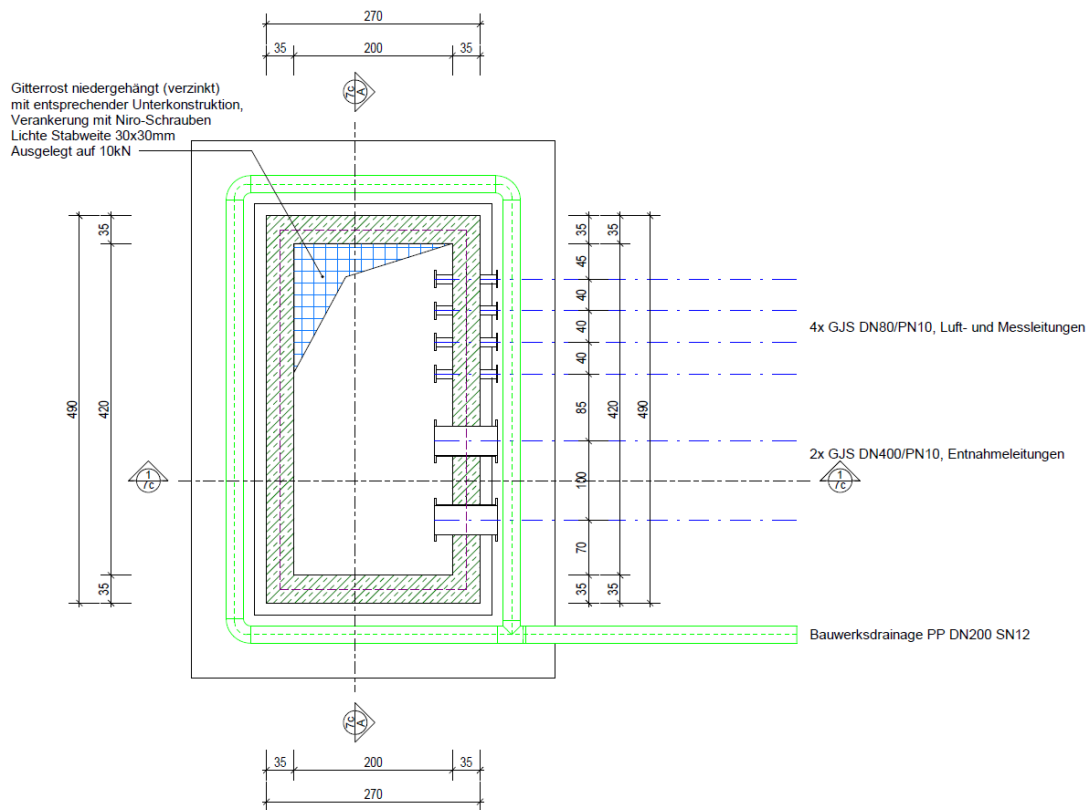 270
35
200
35
7c
A
Gitterrost niedergehängt (verzinkt)
mit entsprechender Unterkonstruktion,
Verankerung mit Niro-Schrauben
Lichte Stabweite 30x30mm
Ausgelegt auf 10kN
490
35
420
35
35
45
40
40
40
85
100
70
35
35
420
35
490
4x GJS DN80/PN10, Luft- und Messleitungen
2x GJS DN400/PN10, Entnahmeleitungen
1
7c
1
7c
Bauwerksdrainage PP DN200 SN12
7c
A
35
200
35
270